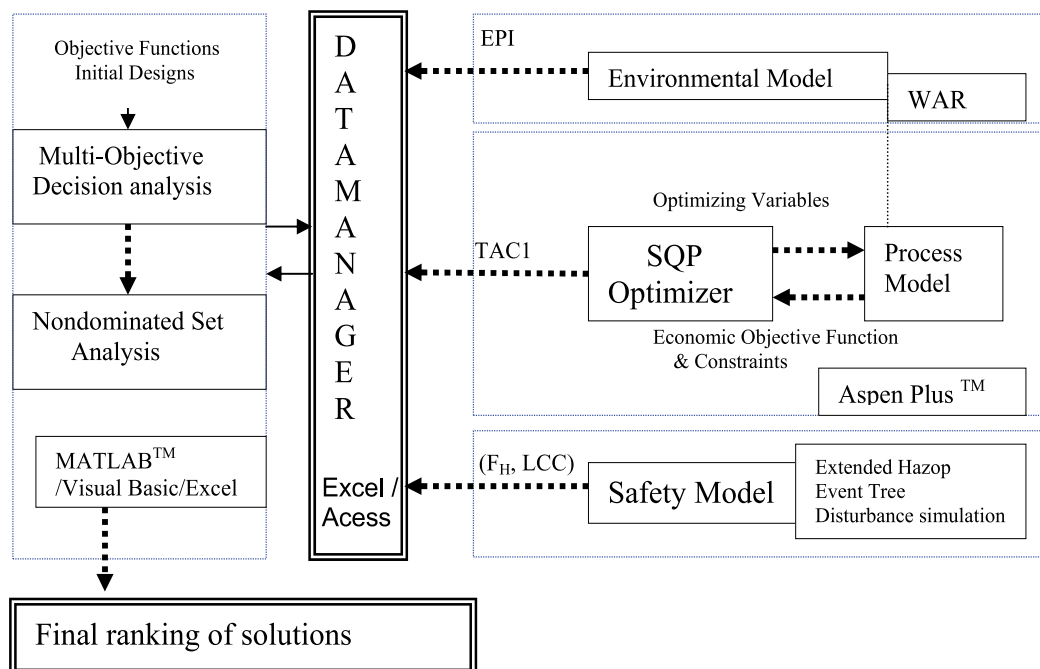 Objective Functions
Initial Designs
Multi-Objective
Decision analysis
Nondominated Set
Analysis
MATLAB™
/Visual Basic/Excel
Final ranking of solutions
D
A
T
A
M
A
N
A
G
E
R
Excel /
Acess
EPI
Environmental Model
WAR
Optimizing Variables
TAC1
SQP
Optimizer
Process
Model
Economic Objective Function
& Constraints
Aspen Plus ™
(F_H, LCC)
Safety Model
Extended Hazop
Event Tree
Disturbance simulation